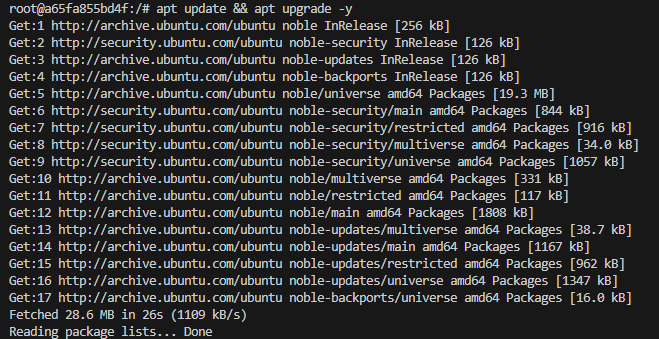 root@a65fa855bd4f:/# apt update && apt upgrade -y
Get:1 http://archive.ubuntu.com/ubuntu noble InRelease [256 kB]
Get:2 http://security.ubuntu.com/ubuntu noble-security InRelease [126 kB]
Get:3 http://archive.ubuntu.com/ubuntu noble-updates InRelease [126 kB]
Get:4 http://archive.ubuntu.com/ubuntu noble-backports InRelease [126 kB]
Get:5 http://archive.ubuntu.com/ubuntu noble/universe amd64 Packages [19.3 MB]
Get:6 http://security.ubuntu.com/ubuntu noble-security/main amd64 Packages [844 kB]
Get:7 http://security.ubuntu.com/ubuntu noble-security/restricted amd64 Packages [916 kB]
Get:8 http://security.ubuntu.com/ubuntu noble-security/multiverse amd64 Packages [34.0 kB]
Get:9 http://security.ubuntu.com/ubuntu noble-security/universe amd64 Packages [1057 kB]
Get:10 http://archive.ubuntu.com/ubuntu noble/multiverse amd64 Packages [331 kB]
Get:11 http://archive.ubuntu.com/ubuntu noble/restricted amd64 Packages [117 kB]
Get:12 http://archive.ubuntu.com/ubuntu noble/main amd64 Packages [1808 kB]
Get:13 http://archive.ubuntu.com/ubuntu noble-updates/multiverse amd64 Packages [38.7 kB]
Get:14 http://archive.ubuntu.com/ubuntu noble-updates/main amd64 Packages [1167 kB]
Get:15 http://archive.ubuntu.com/ubuntu noble-updates/restricted amd64 Packages [962 kB]
Get:16 http://archive.ubuntu.com/ubuntu noble-updates/universe amd64 Packages [1347 kB]
Get:17 http://archive.ubuntu.com/ubuntu noble-backports/universe amd64 Packages [16.0 kB]
Fetched 28.6 MB in 26s (1109 kB/s)
Reading package lists... Done